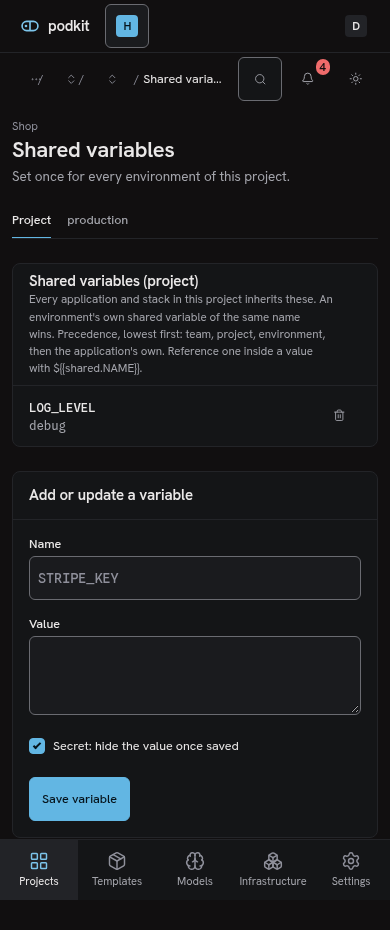 podkit
H
D
../
/
/ Shared varia...
4
Shop
Shared variables
Set once for every environment of this project.
Project
production
Shared variables (project)
Every application and stack in this project inherits these. An
environment's own shared variable of the same name
wins. Precedence, lowest first: team, project, environment,
then the application's own. Reference one inside a value
with ${{shared.NAME}}.
LOG_LEVEL
debug
Add or update a variable
Name
STRIPE_KEY
Value
Secret: hide the value once saved
Save variable
Projects
Templates
Models
Infrastructure
Settings